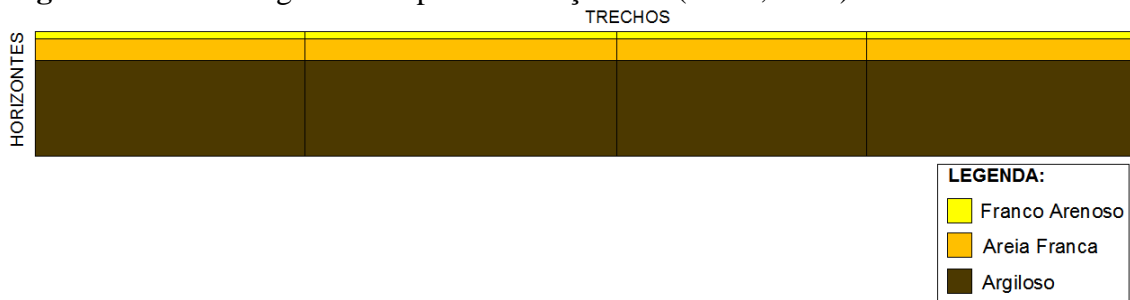 TRECHOS
HORIZONTES
LEGENDA:
Franco Arenoso
Areia Franca
Argiloso